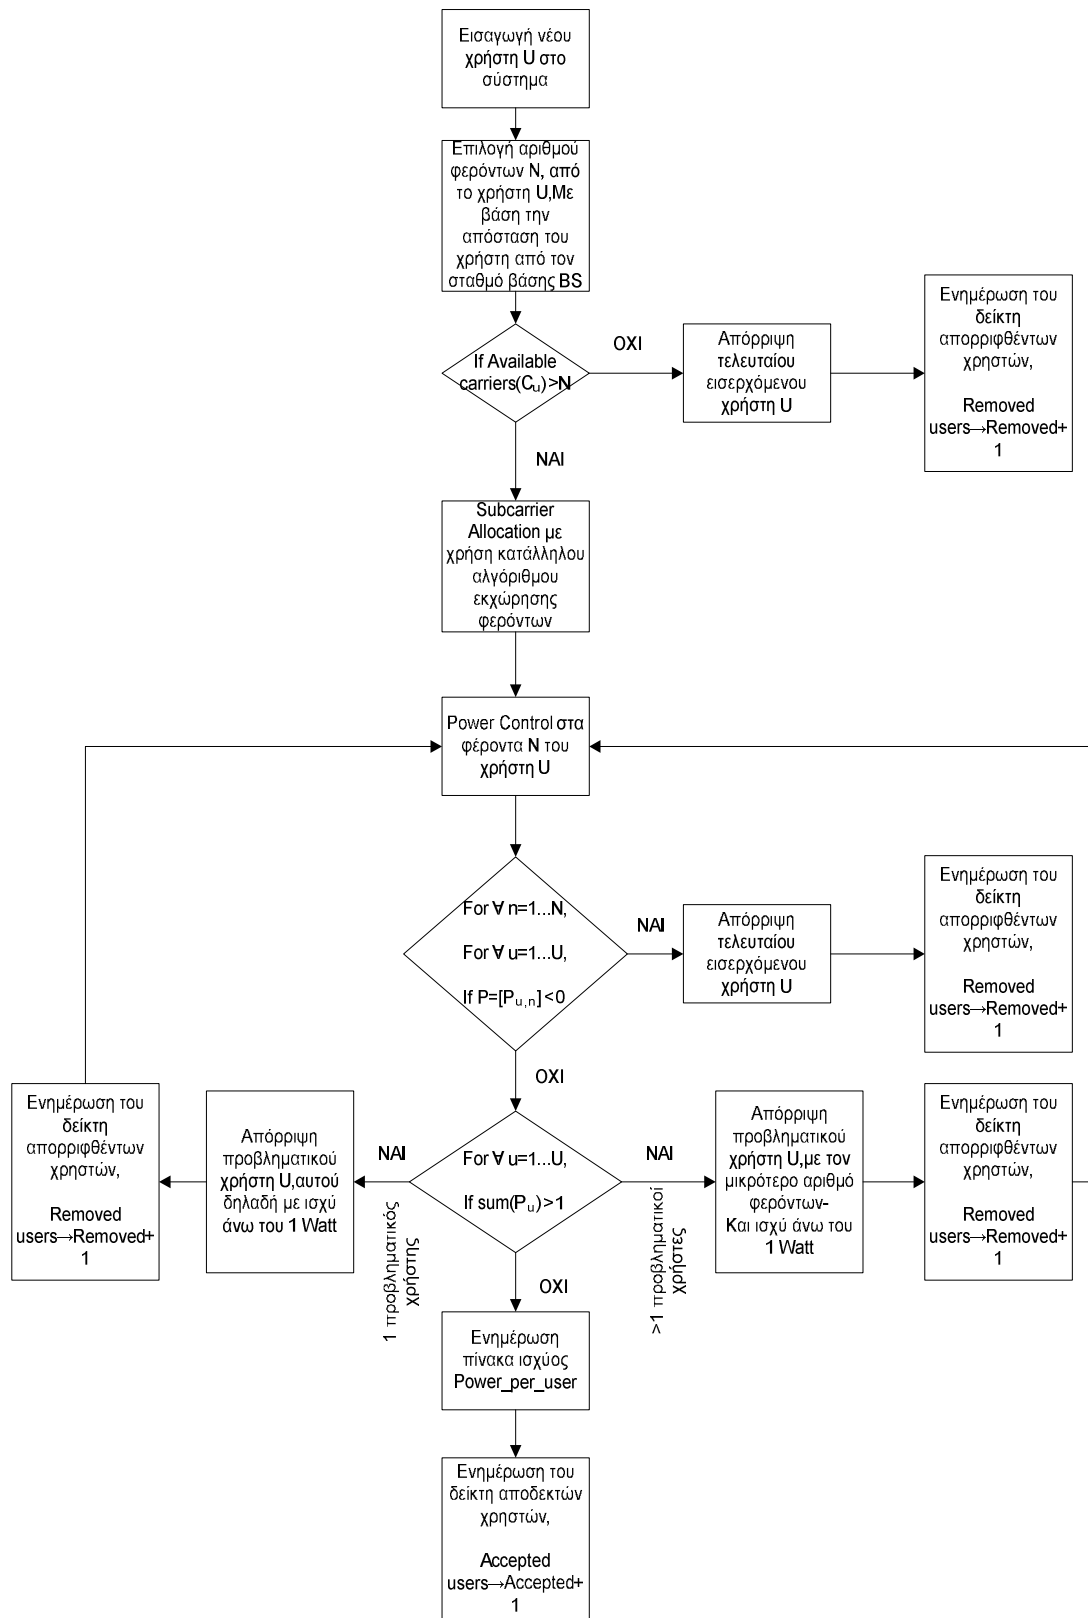 Εισαγωγή νέου
χρήστη U στο
σύστημα
Επιλογή αριθμού
φερόντων N, από
το χρήστη U,Με
βάση την
απόσταση του
χρήστη από τον
σταθμό βάσης BS
If Available
carriers(Cu)>N
ΟΧΙ
Απόρριψη
τελευταίου
εισερχόμενου
χρήστη U
Ενημέρωση του
δείκτη
απορριφθέντων
χρηστών,
Removed
users→Removed+
1
ΝΑΙ
Subcarrier
Allocation με
χρήση κατάλληλου
αλγόριθμου
εκχώρησης
φερόντων
Power Control στα
φέροντα N του
χρήστη U
For ∀ n=1...N,
For ∀ u=1...U,
If P=[Pu,n]<0
ΝΑΙ
Απόρριψη
τελευταίου
εισερχόμενου
χρήστη U
Ενημέρωση του
δείκτη
απορριφθέντων
χρηστών,
Removed
users→Removed+
1
ΟΧΙ
For ∀ u=1...U,
If sum(Pu)>1
ΝΑΙ
1 προβληματικός
χρήστης
Απόρριψη
προβληματικού
χρήστη U,αυτού
δηλαδή με ισχύ
άνω του 1 Watt
Ενημέρωση του
δείκτη
απορριφθέντων
χρηστών,
Removed
users→Removed+
1
ΝΑΙ
>1 προβληματικοί
χρήστες
Απόρριψη
προβληματικού
χρήστη U,με τον
μικρότερο αριθμό
φερόντων-
Και ισχύ άνω του
1 Watt
Ενημέρωση του
δείκτη
απορριφθέντων
χρηστών,
Removed
users→Removed+
1
ΟΧΙ
Ενημέρωση
πίνακα ισχύος
Power_per_user
Ενημέρωση του
δείκτη αποδεκτών
χρηστών,
Accepted
users→Accepted+
1